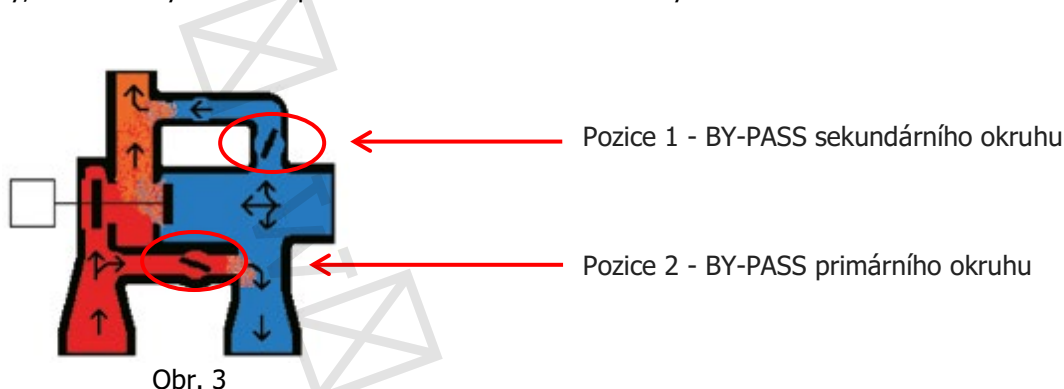 Pozice 1 - BY-PASS sekundárního okruhu
Pozice 2 - BY-PASS primárního okruhu
Obr. 3